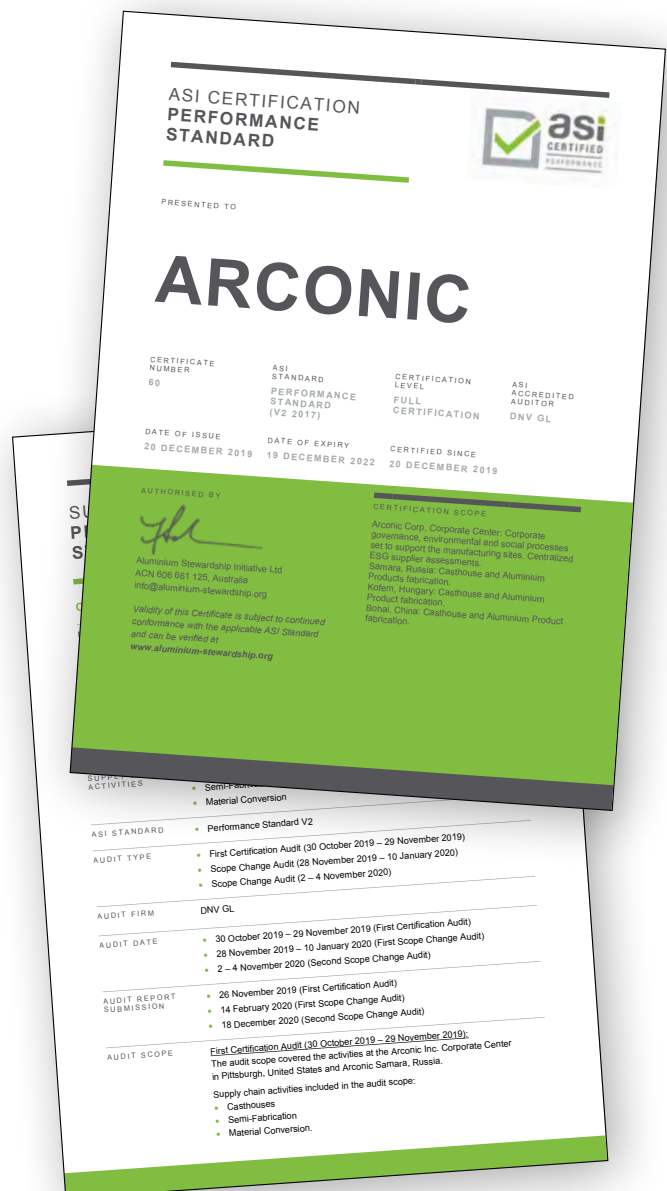 ASI CERTIFICATION
PERFORMANCE
STANDARD
asi
CERTIFIED
PERFORMANCE
PRESENTED TO
ARCONIC
CERTIFICATE
NUMBER
60
ASI
STANDARD
PERFORMANCE
STANDARD
(V2 2017)
CERTIFICATION
LEVEL
FULL
CERTIFICATION
ASI
ACCREDITED
AUDITOR
DNV GL
DATE OF ISSUE
20 DECEMBER 2019
DATE OF EXPIRY
19 DECEMBER 2022
CERTIFIED SINCE
20 DECEMBER 2019
AUTHORISED BY
Aluminium Stewardship Initiative Ltd
ACN 606 661 125, Australia
info@aluminium-stewardship.org
Validity of this Certificate is subject to continued
conformance with the applicable ASI Standard
and can be verified at
www.aluminium-stewardship.org
CERTIFICATION SCOPE
Arconic Corp. Corporate Center: Corporate
governance, environmental and social processes
set to support the manufacturing sites. Centralized
ESG supplier assessments.
Samara, Russia: Casthouse and Aluminium
Products fabrication.
Kofem, Hungary: Casthouse and Aluminium
Product fabrication.
Bohai, China: Casthouse and Aluminium Product
fabrication.
ACTIVITIES
• Material Conversion
ASI STANDARD
• Performance Standard V2
AUDIT TYPE
• First Certification Audit (30 October 2019 – 29 November 2019)
• Scope Change Audit (28 November 2019 – 10 January 2020)
• Scope Change Audit (2 – 4 November 2020)
AUDIT FIRM
DNV GL
AUDIT DATE
• 30 October 2019 – 29 November 2019 (First Certification Audit)
• 28 November 2019 – 10 January 2020 (First Scope Change Audit)
• 2 – 4 November 2020 (Second Scope Change Audit)
AUDIT REPORT
SUBMISSION
• 26 November 2019 (First Certification Audit)
• 14 February 2020 (First Scope Change Audit)
• 18 December 2020 (Second Scope Change Audit)
AUDIT SCOPE
First Certification Audit (30 October 2019 – 29 November 2019):
The audit scope covered the activities at the Arconic Inc. Corporate Center
in Pittsburgh, United States and Arconic Samara, Russia.
Supply chain activities included in the audit scope:
• Casthouses
• Semi-Fabrication
• Material Conversion.